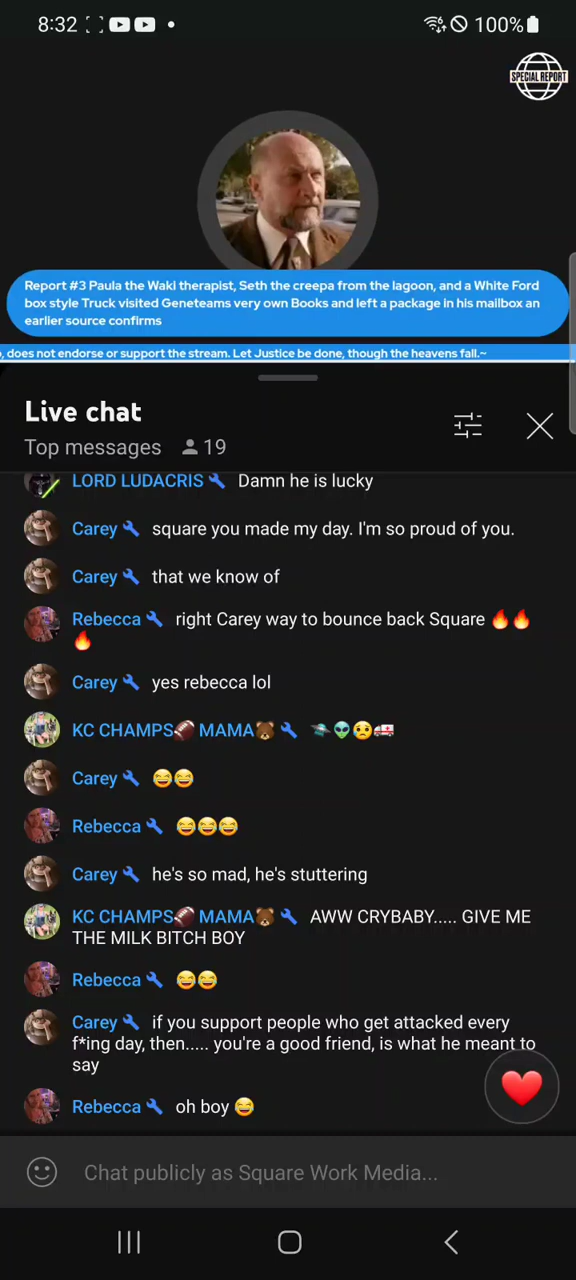 8:32
100%
SPECIAL REPORT
Report #3 Paula the Waki therapist, Seth the creepa from the lagoon, and a White Ford
box style Truck visited Geneteams very own Books and left a package in his mailbox an
earlier source confirms
, does not endorse or support the stream. Let Justice be done, though the heavens fall.~
Live chat
Top messages 19
LORD LUDACRIS Damn he is lucky
Carey square you made my day. I'm so proud of you.
Carey that we know of
Rebecca right Carey way to bounce back Square 🔥🔥
🔥
Carey yes rebecca lol
KC CHAMPS🏈 MAMA🐻 🛸👽😥🚑
Carey 😂😂
Rebecca 😂😂😂
Carey he's so mad, he's stuttering
KC CHAMPS🏈 MAMA🐻 AWW CRYBABY..... GIVE ME
THE MILK BITCH BOY
Rebecca 😂😂
Carey if you support people who get attacked every
f*ing day, then..... you're a good friend, is what he meant to
say
Rebecca oh boy 😂
Chat publicly as Square Work Media...